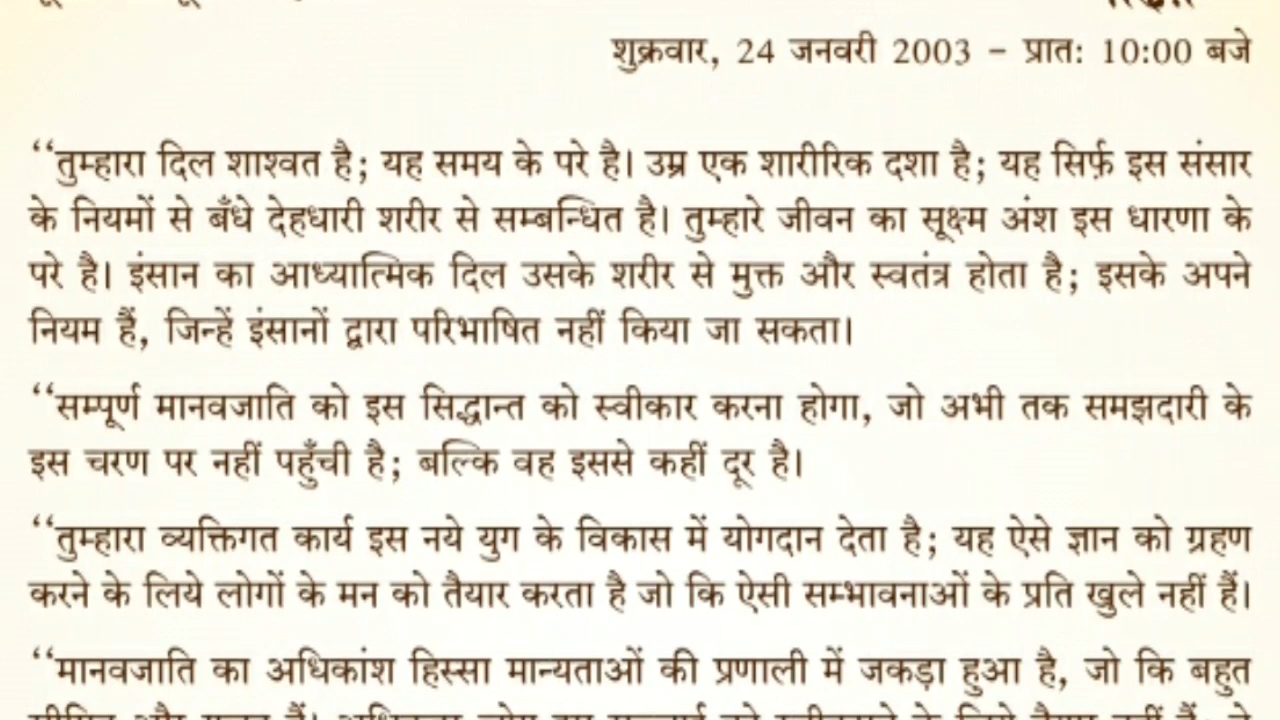 शुक्रवार, 24 जनवरी 2003 – प्रात: 10:00 बजे
‘‘तुम्हारा दिल शाश्वत है; यह समय के परे है। उम्र एक शारीरिक दशा है; यह सिर्फ़ इस संसार
के नियमों से बँधे देहधारी शरीर से सम्बन्धित है। तुम्हारे जीवन का सूक्ष्म अंश इस धारणा के
परे है। इंसान का आध्यात्मिक दिल उसके शरीर से मुक्त और स्वतंत्र होता है; इसके अपने
नियम हैं, जिन्हें इंसानों द्वारा परिभाषित नहीं किया जा सकता।
‘‘सम्पूर्ण मानवजाति को इस सिद्धान्त को स्वीकार करना होगा, जो अभी तक समझदारी के
इस चरण पर नहीं पहुँची है; बल्कि वह इससे कहीं दूर है।
‘‘तुम्हारा व्यक्तिगत कार्य इस नये युग के विकास में योगदान देता है; यह ऐसे ज्ञान को ग्रहण
करने के लिये लोगों के मन को तैयार करता है जो कि ऐसी सम्भावनाओं के प्रति खुले नहीं हैं।
‘‘मानवजाति का अधिकांश हिस्सा मान्यताओं की प्रणाली में जकड़ा हुआ है, जो कि बहुत